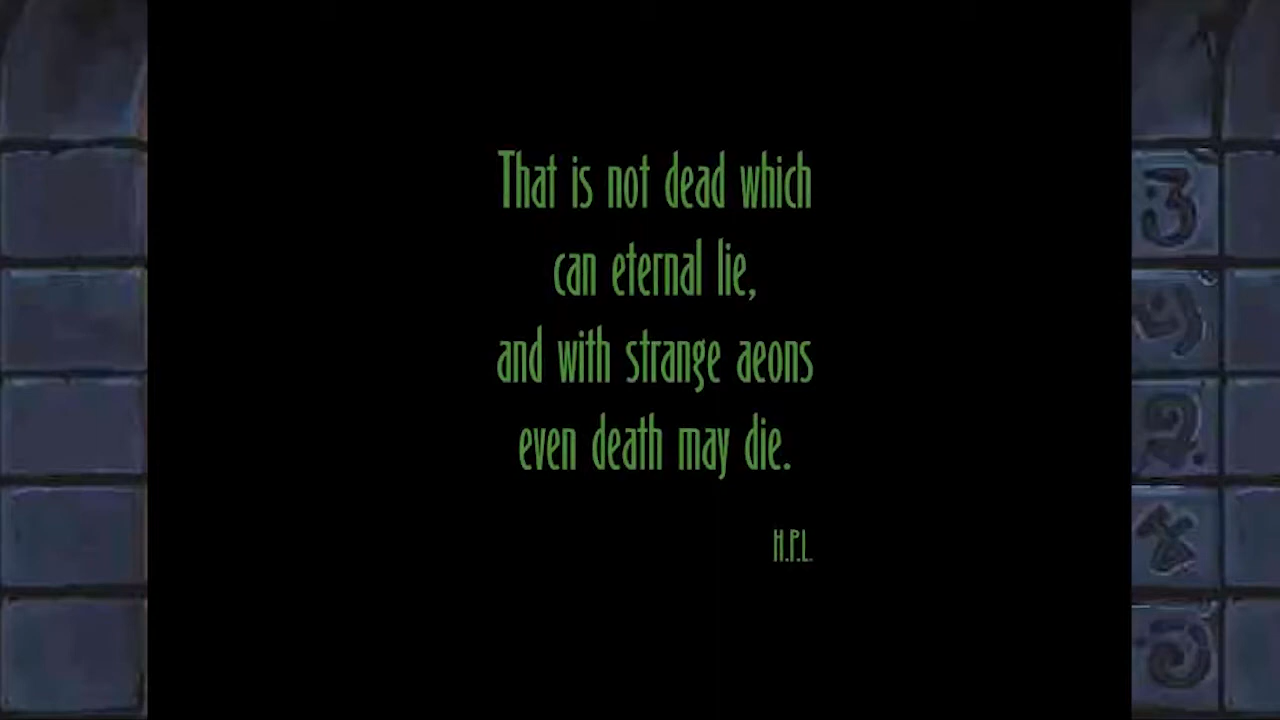 That is not dead which
can eternal lie,
and with strange aeons
even death may die.
H.P.L.